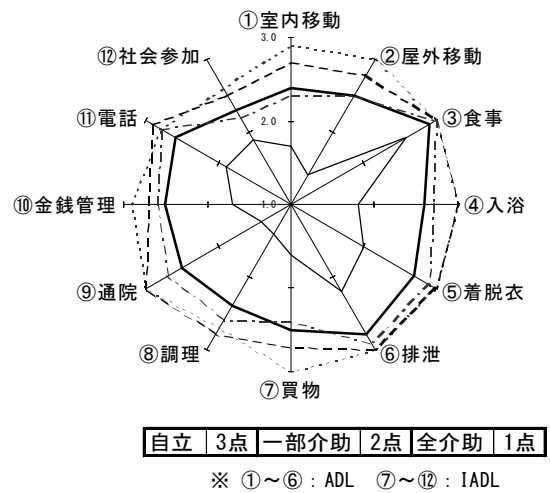 ①室内移動
3.0
⑫社会参加
②屋外移動
⑪電話
2.0
③食事
⑩金銭管理
1.0
④入浴
⑨通院
⑤着脱衣
⑧調理
⑥排泄
⑦買物
自立 3点 一部介助 2点 全介助 1点
※ ①～⑥：ADL ⑦～⑫：IADL